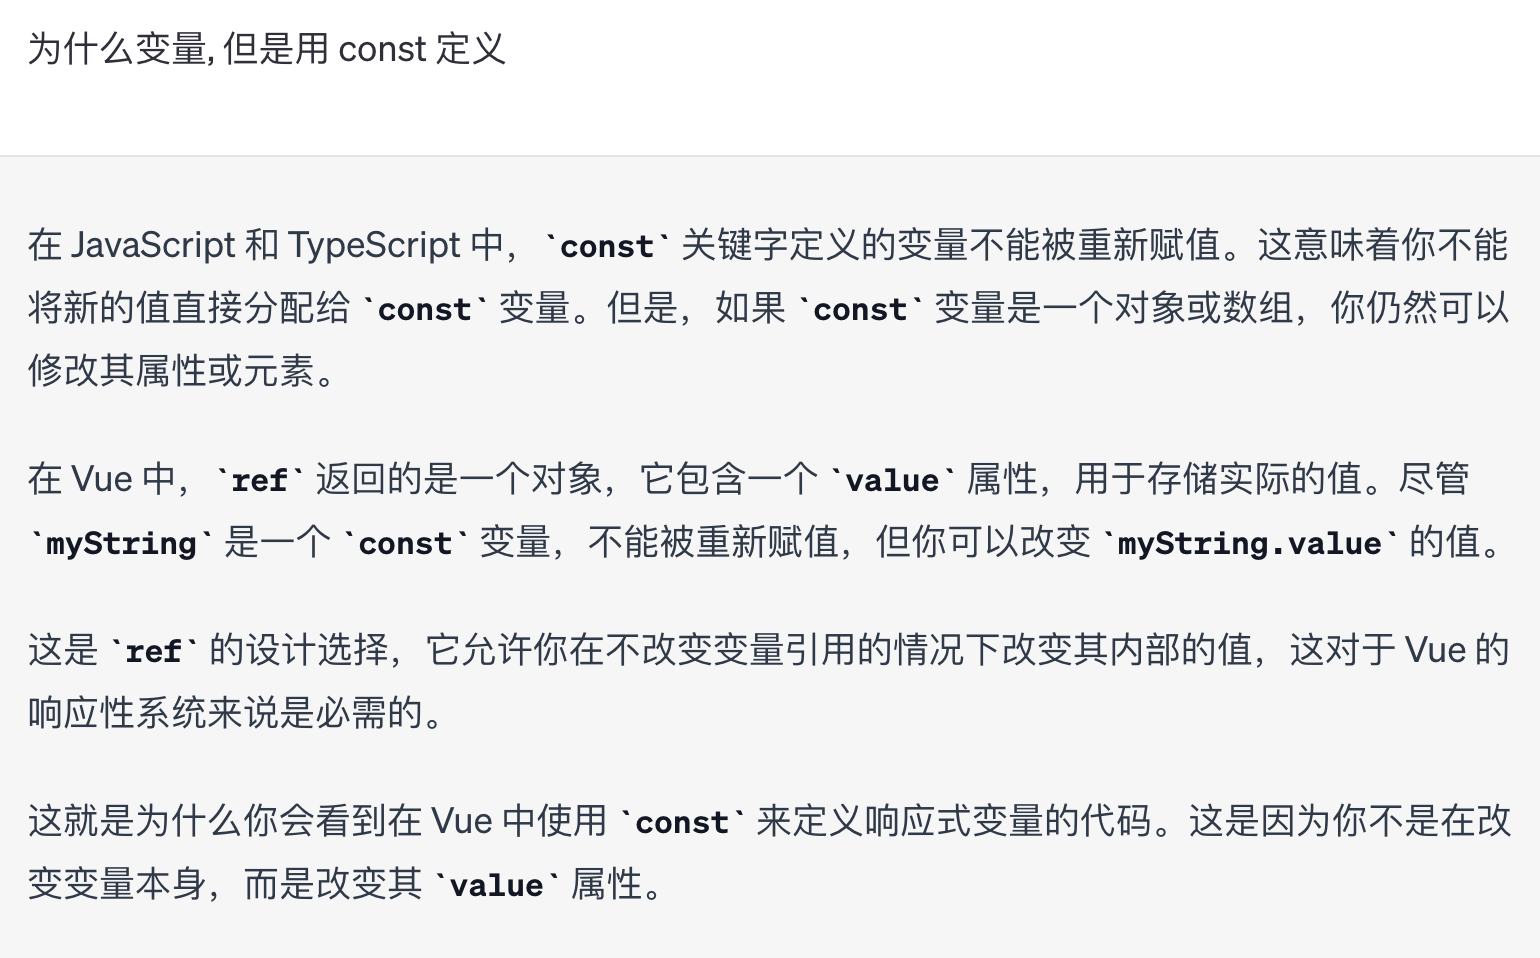 为什么变量, 但是用 const 定义
在 JavaScript 和 TypeScript 中，`const` 关键字定义的变量不能被重新赋值。这意味着你不能
将新的值直接分配给 `const` 变量。但是，如果 `const` 变量是一个对象或数组，你仍然可以
修改其属性或元素。
在 Vue 中，`ref` 返回的是一个对象，它包含一个 `value` 属性，用于存储实际的值。尽管
`myString` 是一个 `const` 变量，不能被重新赋值，但你可以改变 `myString.value` 的值。
这是 `ref` 的设计选择，它允许你在不改变变量引用的情况下改变其内部的值，这对于 Vue 的
响应性系统来说是必需的。
这就是为什么你会看到在 Vue 中使用 `const` 来定义响应式变量的代码。这是因为你不是在改
变变量本身，而是改变其 `value` 属性。